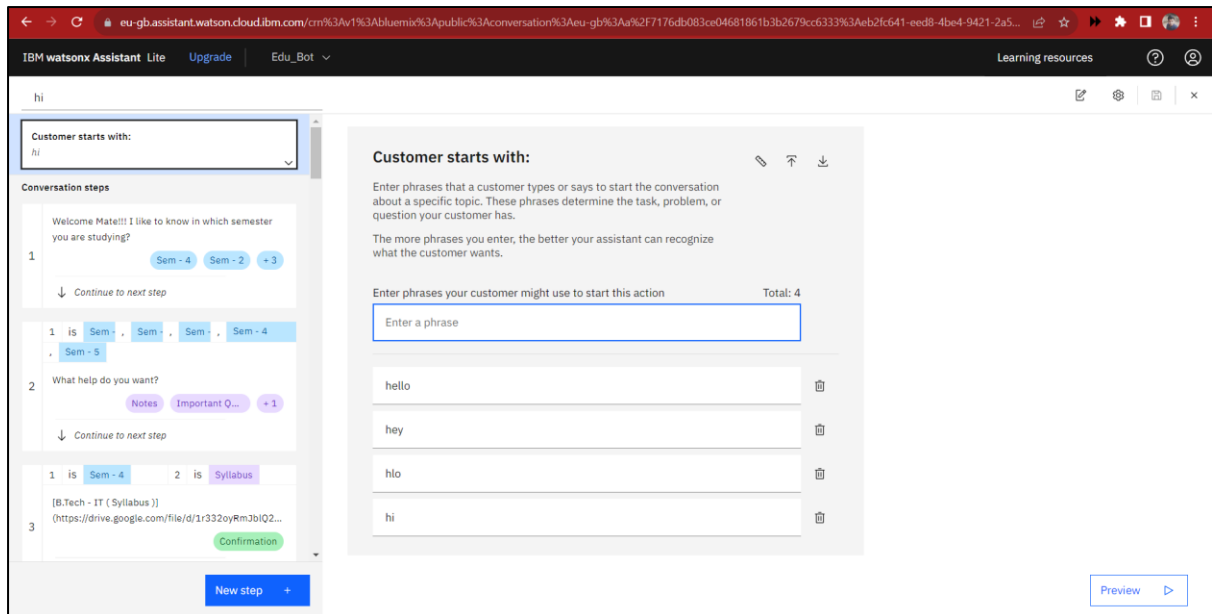 eu-gb.assistant.watson.cloud.ibm.com/crn%3Av1%3Abluemix%3Apublic%3Aconversation%3Aeu-gb%3Aa%2F7176db083ce04681861b3b2679cc6333%3Aeb2fc641-eed8-4be4-9421-2a5...
IBM watsonx Assistant Lite Upgrade Edu_Bot Learning resources
hi
Customer starts with:
hi
Conversation steps
1
Welcome Mate!!! I like to know in which semester
you are studying?
Sem - 4 Sem - 2 + 3
Continue to next step
2
1 is Sem - , Sem - , Sem - , Sem - 4
, Sem - 5
What help do you want?
Notes Important Q... + 1
Continue to next step
3
1 is Sem - 4 2 is Syllabus
[B.Tech - IT ( Syllabus )]
(https://drive.google.com/file/d/1r332oyRmJblQ2...
Confirmation
New step +
Customer starts with:
Enter phrases that a customer types or says to start the conversation
about a specific topic. These phrases determine the task, problem, or
question your customer has.
The more phrases you enter, the better your assistant can recognize
what the customer wants.
Enter phrases your customer might use to start this action Total: 4
Enter a phrase
hello
hey
hlo
hi
Preview